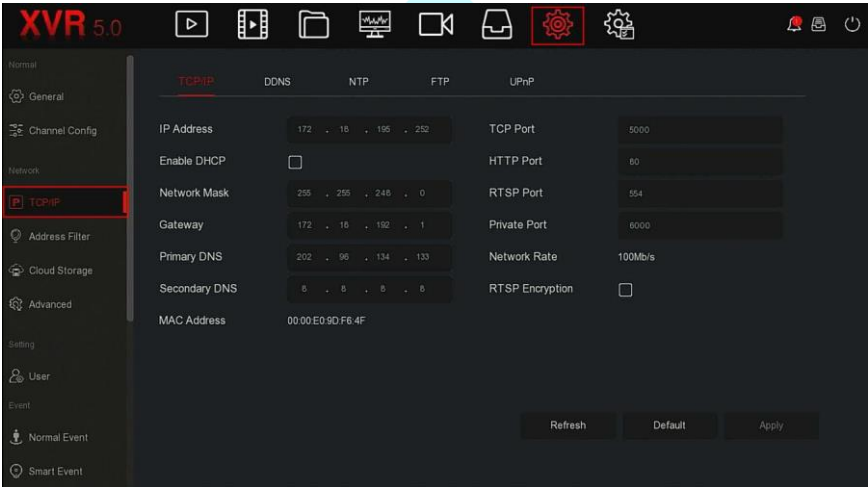 XVR 5.0
Normal
General
Channel Config
Network
P TCP/IP
Address Filter
Cloud Storage
Advanced
Setting
User
Event
Normal Event
Smart Event
TCP/IP DDNS NTP FTP UPnP
IP Address 172 . 18 . 195 . 252
Enable DHCP
Network Mask 255 . 255 . 248 . 0
Gateway 172 . 18 . 192 . 1
Primary DNS 202 . 96 . 134 . 133
Secondary DNS 8 . 8 . 8 . 8
MAC Address 00:00:E0:9D:F6:4F
TCP Port 5000
HTTP Port 80
RTSP Port 554
Private Port 6000
Network Rate 100Mb/s
RTSP Encryption
Refresh Default Apply